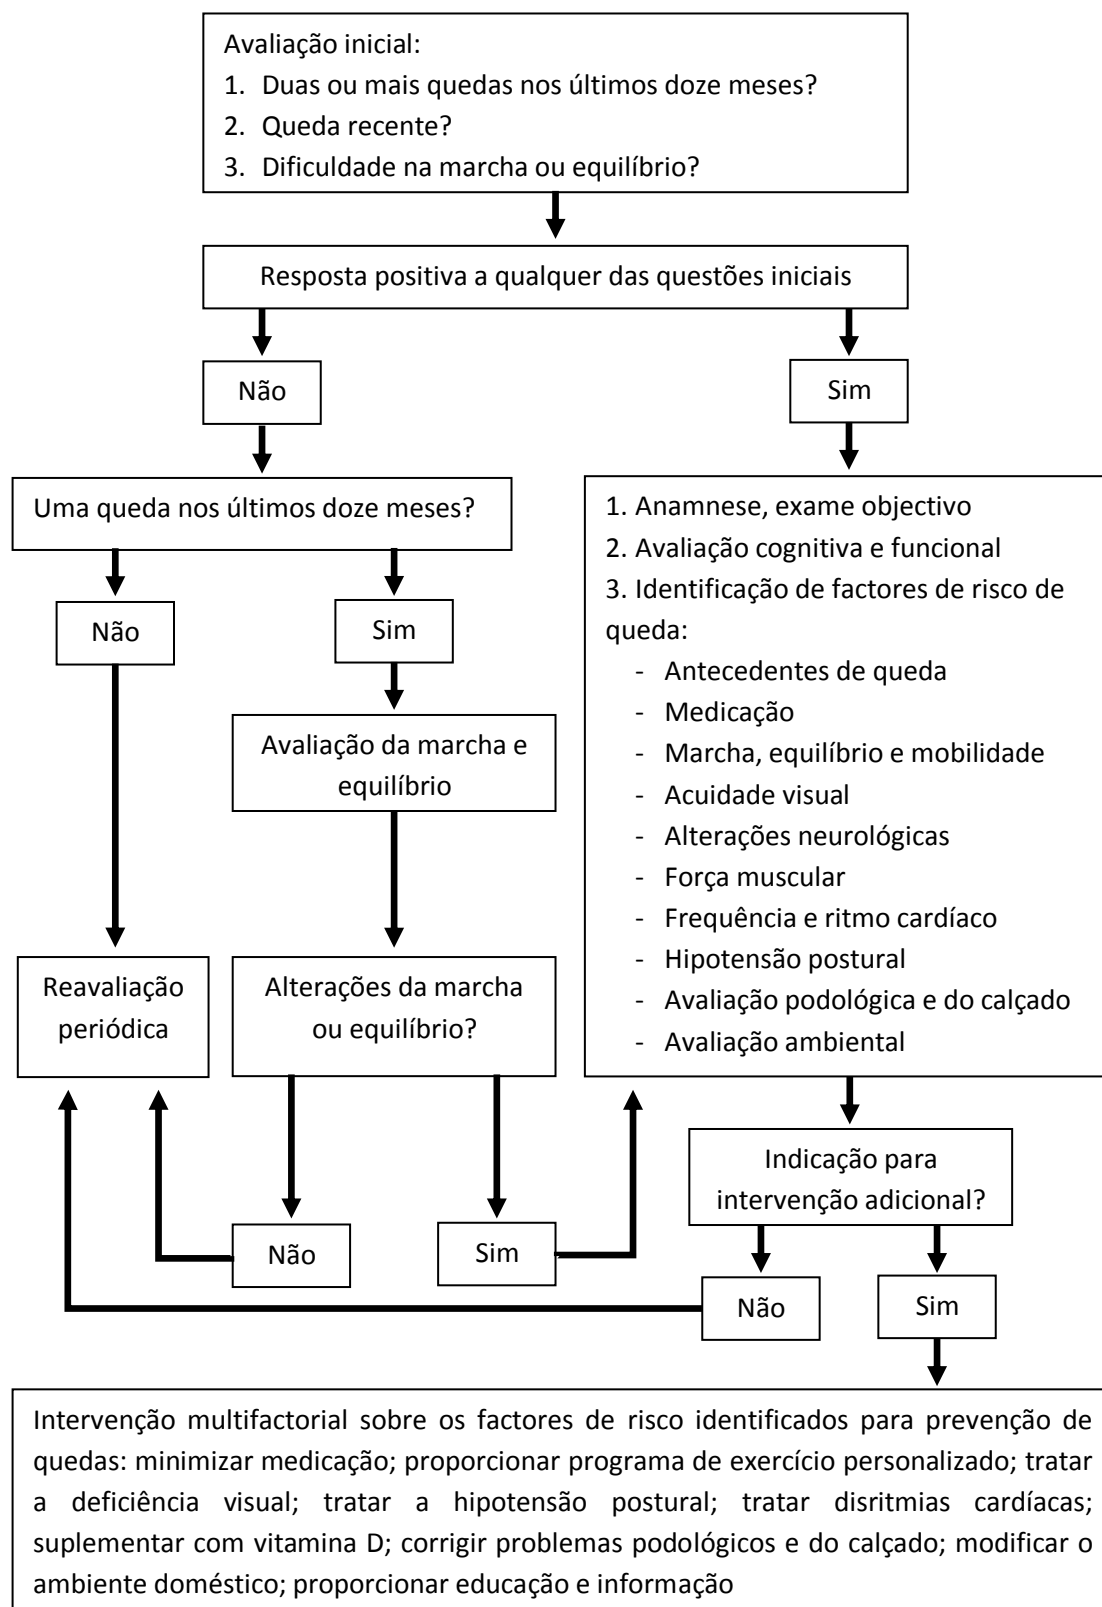 Avaliação inicial:
1. Duas ou mais quedas nos últimos doze meses?
2. Queda recente?
3. Dificuldade na marcha ou equilíbrio?
Resposta positiva a qualquer das questões iniciais
Não
Sim
Uma queda nos últimos doze meses?
Não
Sim
Avaliação da marcha e
equilíbrio
Reavaliação
periódica
Alterações da marcha
ou equilíbrio?
Não
Sim
1. Anamnese, exame objectivo
2. Avaliação cognitiva e funcional
3. Identificação de factores de risco de
queda:
- Antecedentes de queda
- Medicação
- Marcha, equilíbrio e mobilidade
- Acuidade visual
- Alterações neurológicas
- Força muscular
- Frequência e ritmo cardíaco
- Hipotensão postural
- Avaliação podológica e do calçado
- Avaliação ambiental
Indicação para
intervenção adicional?
Não
Sim
Intervenção multifactorial sobre os factores de risco identificados para prevenção de
quedas: minimizar medicação; proporcionar programa de exercício personalizado; tratar
a deficiência visual; tratar a hipotensão postural; tratar disritmias cardíacas;
suplementar com vitamina D; corrigir problemas podológicos e do calçado; modificar o
ambiente doméstico; proporcionar educação e informação